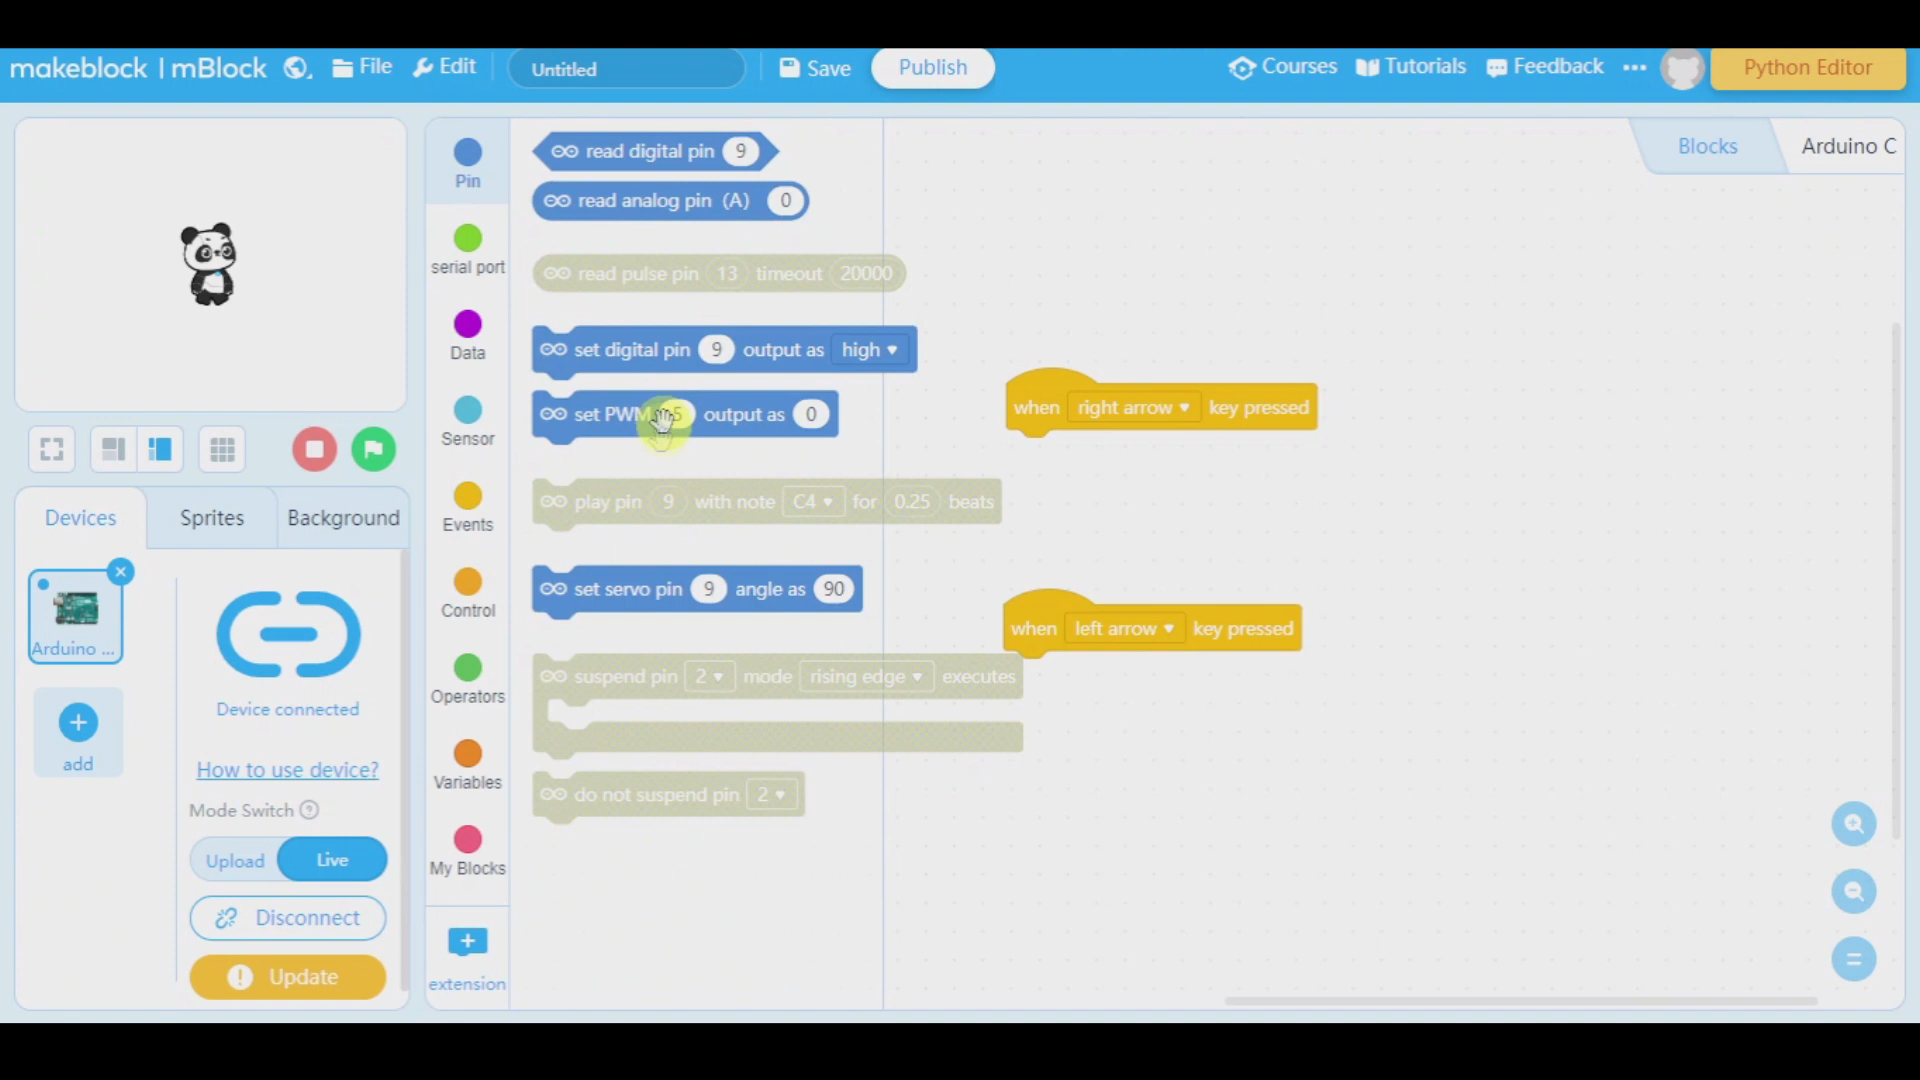 makeblock | mBlock File Edit Untitled Save Publish Courses Tutorials Feedback Python Editor
Blocks Arduino C
Pin
serial port
Data
Sensor
Events
Control
Operators
Variables
My Blocks
extension
read digital pin 9
read analog pin (A) 0
read pulse pin 13 timeout 20000
set digital pin 9 output as high
set PWM 5 output as 0
play pin 9 with note C4 for 0.25 beats
set servo pin 9 angle as 90
suspend pin 2 mode rising edge executes
do not suspend pin 2
when right arrow key pressed
when left arrow key pressed
Devices Sprites Background
Arduino ...
add
Device connected
How to use device?
Mode Switch ?
Upload Live
Disconnect
! Update